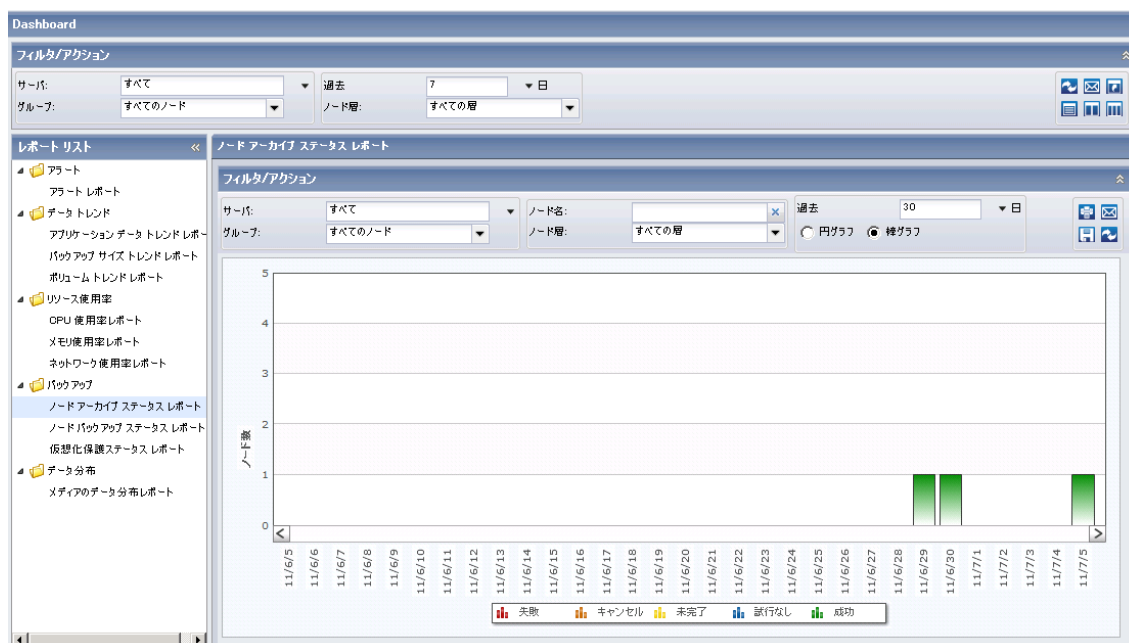 Dashboard
フィルタ/アクション
サーバ: すべて 過去 7 日
グループ: すべてのノード ノード層: すべての層
レポート リスト
アラート
アラート レポート
データ トレンド
アプリケーション データ トレンド レポー
バックアップ サイズ トレンド レポート
ボリューム トレンド レポート
リソース使用率
CPU 使用率レポート
メモリ使用率レポート
ネットワーク使用率レポート
バックアップ
ノード アーカイブ ステータス レポート
ノード バックアップ ステータス レポート
仮想化保護ステータス レポート
データ分布
メディアのデータ分布レポート
ノード アーカイブ ステータス レポート
フィルタ/アクション
サーバ: すべて ノード名: 過去 30 日
グループ: すべてのノード ノード層: すべての層 円グラフ 棒グラフ
ノード数
5
4
3
2
1
0
11/6/5 11/6/6 11/6/7 11/6/8 11/6/9 11/6/10 11/6/11 11/6/12 11/6/13 11/6/14 11/6/15 11/6/16 11/6/17 11/6/18 11/6/19 11/6/20 11/6/21 11/6/22 11/6/23 11/6/24 11/6/25 11/6/26 11/6/27 11/6/28 11/6/29 11/6/30 11/7/1 11/7/2 11/7/3 11/7/4 11/7/5
失敗 キャンセル 未完了 試行なし 成功